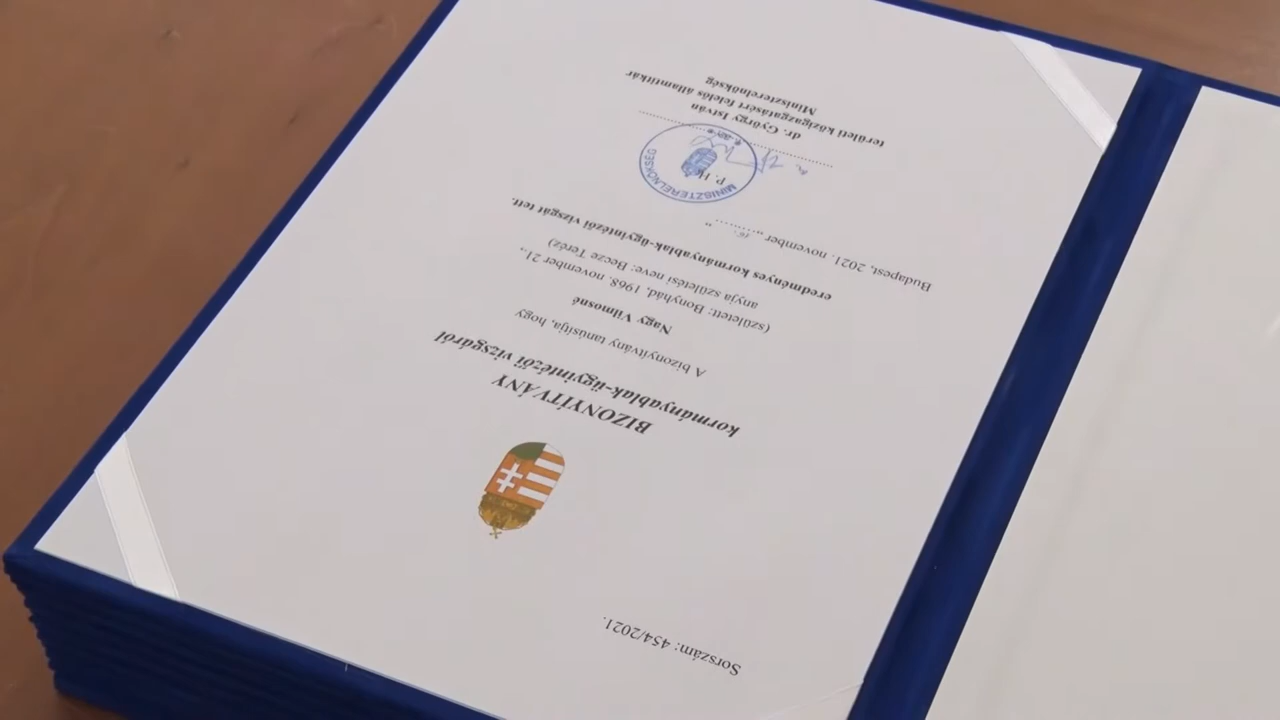 Sorszám: 454/2021.
BIZONYÍTVÁNY
kormányablak-ügyintézői vizsgáról
A bizonyítvány tanúsítja, hogy
Nagy Vilmosné
(született: Bonyhád, 1968. november 21.,
anyja születési neve: Becze Teréz)
eredményes kormányablak-ügyintézői vizsgát tett.
Budapest, 2021. november „ 16. ”
P. H.
MINISZTERELNÖKSÉG
dr. György István
területi közigazgatásért felelős államtitkár
Miniszterelnökség